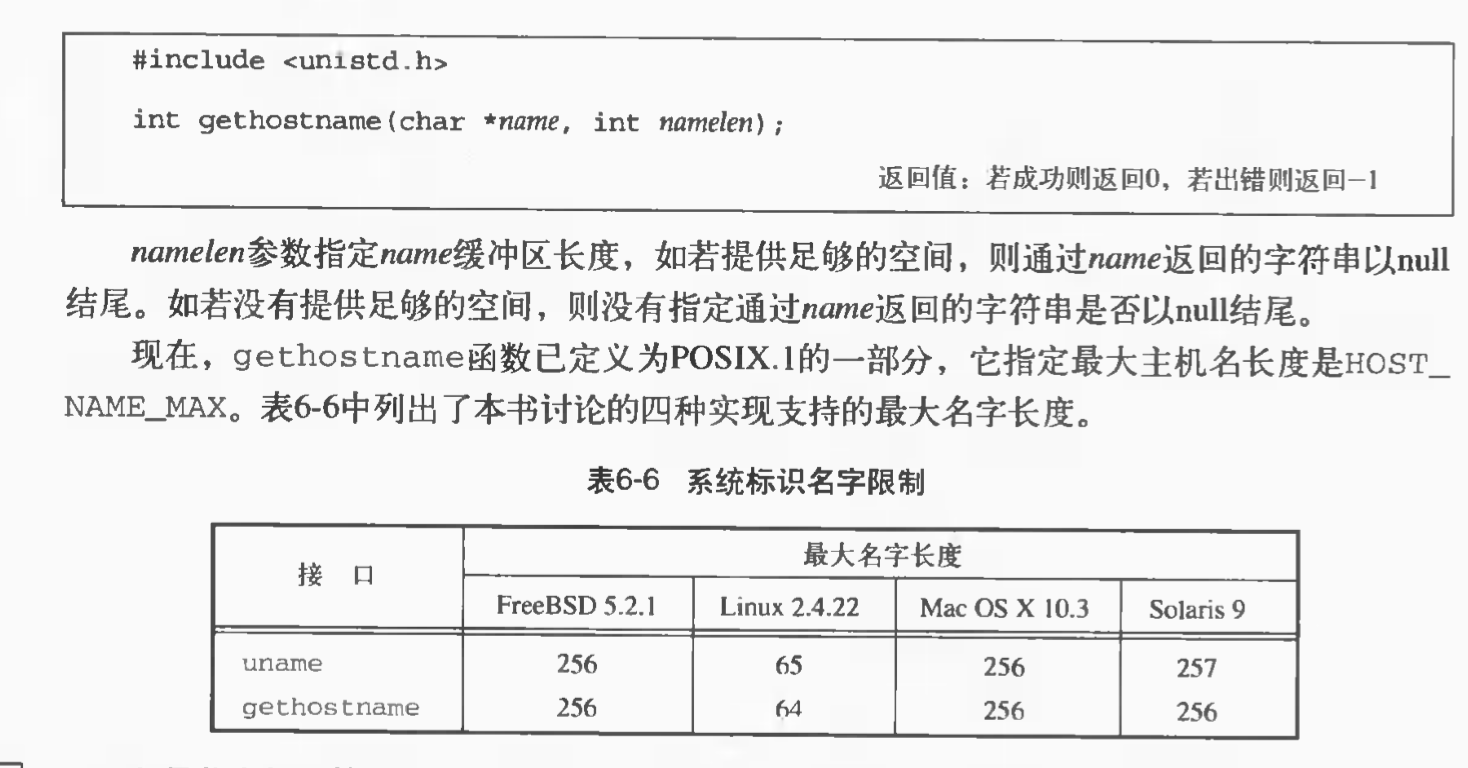 #include <unistd.h>
int gethostname(char *name, int namelen);
返回值：若成功则返回0，若出错则返回－1
namelen参数指定name缓冲区长度，如若提供足够的空间，则通过name返回的字符串以null
结尾。如若没有提供足够的空间，则没有指定通过name返回的字符串是否以null结尾。
现在，gethostname函数已定义为POSIX.1的一部分，它指定最大主机名长度是HOST_
NAME_MAX。表6-6中列出了本书讨论的四种实现支持的最大名字长度。
表6-6 系统标识名字限制
接 口 最大名字长度
FreeBSD 5.2.1 Linux 2.4.22 Mac OS X 10.3 Solaris 9
uname 256 65 256 257
gethostname 256 64 256 256